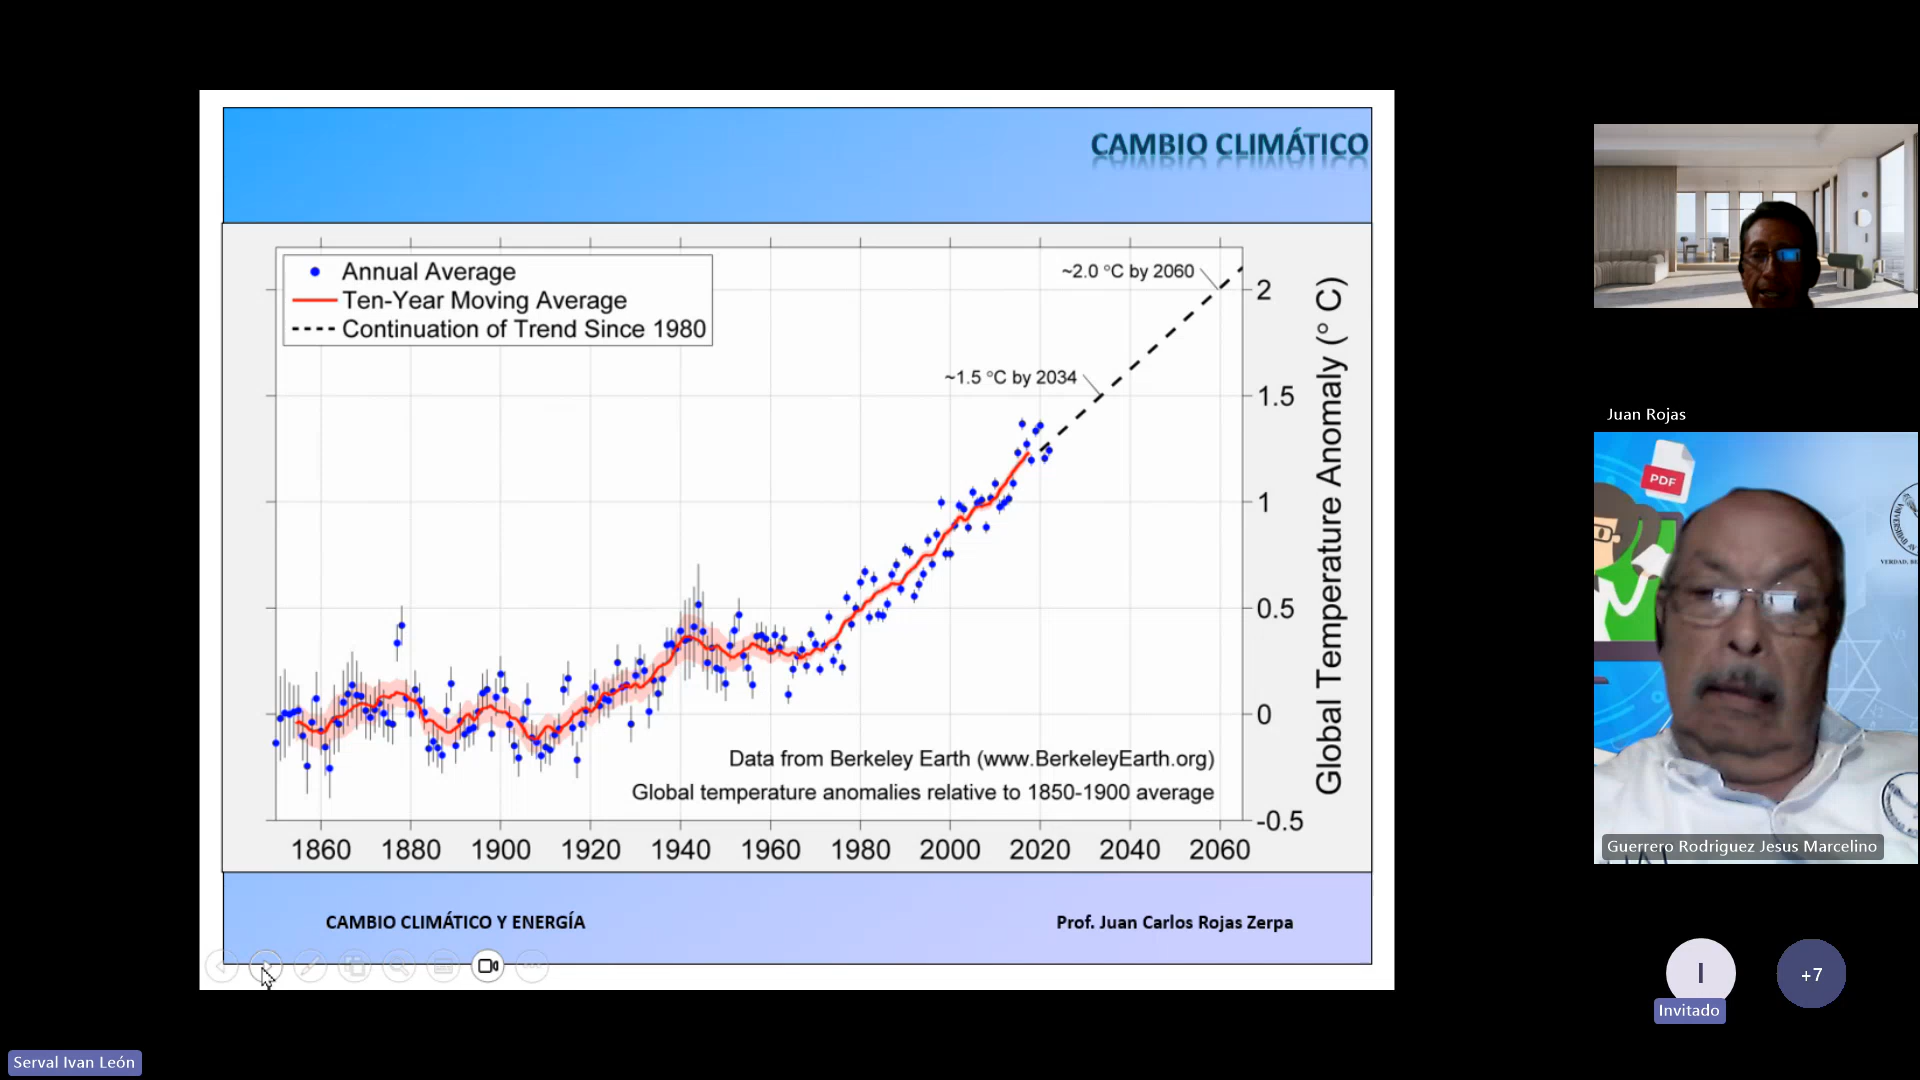 CAMBIO CLIMÁTICO
Annual Average
Ten-Year Moving Average
Continuation of Trend Since 1980
~2.0 °C by 2060
~1.5 °C by 2034
2
1.5
1
0.5
0
-0.5
Global Temperature Anomaly (° C)
Data from Berkeley Earth (www.BerkeleyEarth.org)
Global temperature anomalies relative to 1850-1900 average
1860 1880 1900 1920 1940 1960 1980 2000 2020 2040 2060
CAMBIO CLIMÁTICO Y ENERGÍA
Prof. Juan Carlos Rojas Zerpa
Juan Rojas
PDF
Guerrero Rodriguez Jesus Marcelino
I
+7
Invitado
Serval Ivan León